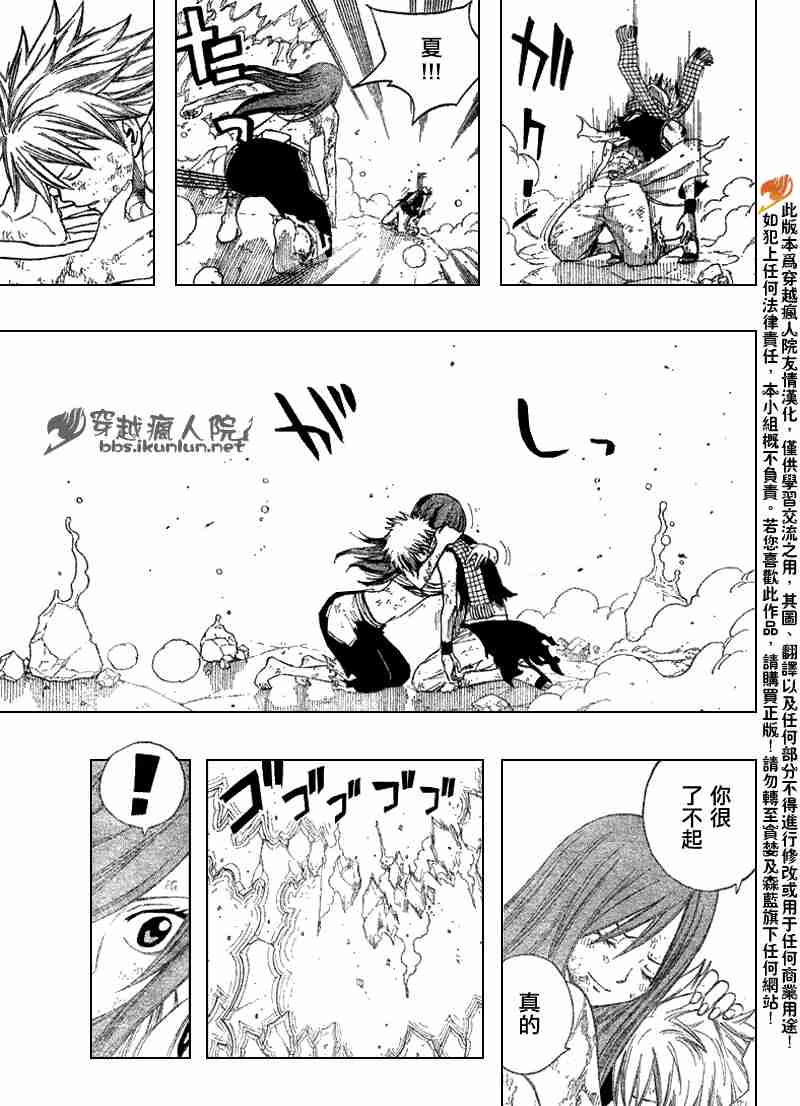 ガクッ
夏
!!!
ガッ
ガ
しっ
穿越瘋人院
bbs.ikunlun.net
你很
了不起
真的
ゴゴゴゴ
!
此版本爲穿越瘋人院友情漢化，僅供學習交流之用，其圖、翻譯以及任何部分不得進行修改或用于任何商業用途！
如犯上任何法律責任，本小組概不負責。若您喜歡此作品，請購買正版！請勿轉至貪婪及森藍旗下任何網站！